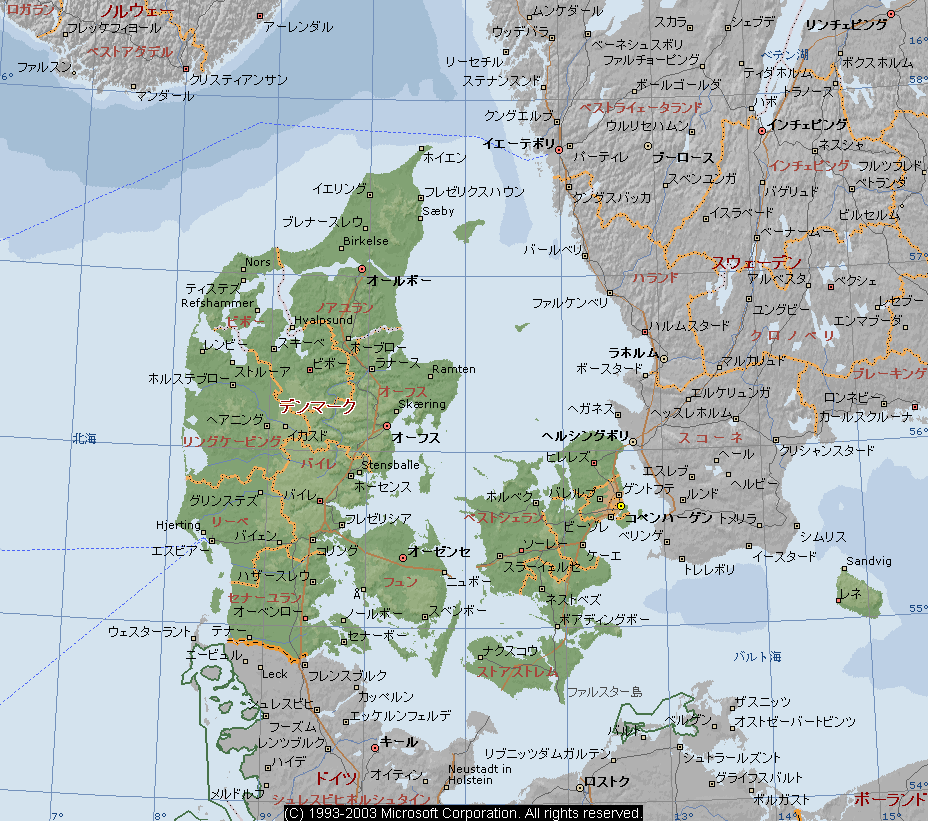 ロガラン
ノルウェー
フレッケフィヨール
アーレンダル
ベストアグデル
ファルスン
クリスティアンサン
マンダール
ムンケダール
ウッデバラ
スカラ
シェブデ
リンチェピング
ベーネシュスボリ
ベテン湖
16°
リーセチル
ファルチョーピング
ボクスホルム
ステナンスンド
ティダホルム
6°
58°
ボールゴールダ
トラノース
ベストライェータランド
ハボ
クングエルブ
ウルリセハムン
インチェピング
イエーテボリ
ネスシャ
ホイエン
パーティレ
ブーロース
インチェピング
フルツフレド
イエリング
フレゼリクスハウン
クングスバッカ
スベンユンガ
バゲリュド
ベトランダ
Sæby
イスラベード
ビルセルム
ブレナースレウ
Birkelse
ベーナーム
バールベリ
57°
Nors
オールボー
スウェーデン
ハランド
アルベスタ
ベクシェ
ティステズ
Refshammer
ノアユラン
ファルケンベリ
レセブー
ビボー
Hvalpsund
ユングビー
エンマブーダ
ハルムスタード
クロノベリ
レンビー
スキーベ
ホーブロー
ラホルム
ストルーア
ビボー
ラナース
Ramten
マルカリュド
ボースタード
ブレーキング
ホルステブロー
オーフス
エルケリュンガ
ロンネビー
デンマーク
Skæring
ヘガネス
ヘッスレホルム
カールスクルーナ
ヘアニング
イカスド
オーフス
ヘルシングボリ
スコーネ
56°
北海
リングケービング
クリシャンスタード
バイレ
Stensballe
ヒレレズ
エスレブ
ヘール
グリンステズ
バイレ
ホーセンス
ホルベク
バレルプ
ゲントフテ
ルンド
ヘルビー
Hjerting
リーベ
フレゼリシア
ベストシェラン
コペンハーゲン
トメリラ
エスビアー
バイェン
コリング
オーゼンセ
ソーレー
ビーレレ
ケーエ
ベリング
シムリス
イースタード
ハザースレウ
フュン
ニュボー
スラーイェルセ
トレレボリ
Sandvig
セナーユラン
Å
ネストベズ
レネ
オーベンロー
ノールボー
スベンボー
ボアディングボー
55°
ウェスターラント
テナー
セナーボー
エービュル
ナクスコウ
バルト海
Leck
フレンスブルク
ストアストレム
カッペルン
ファルスター島
シュレスビヒ
エッケルンフェルデ
ザスニッツ
ベルゲン
オストゼーバートビンツ
フーズム
バルト
レンツブルク
キール
リブニッツダムガルテン
シュトラールズント
ハイデ
ドイツ
オイティン
Neustadt in
Holstein
ロストク
グライフスバルト
54°
メルドルフ
シュレスビヒホルシュタイン
ボルガスト
ポーランド
7°
8°
9°
10°
(C) 1993-2003 Microsoft Corporation. All rights reserved.
13°
14°
15°